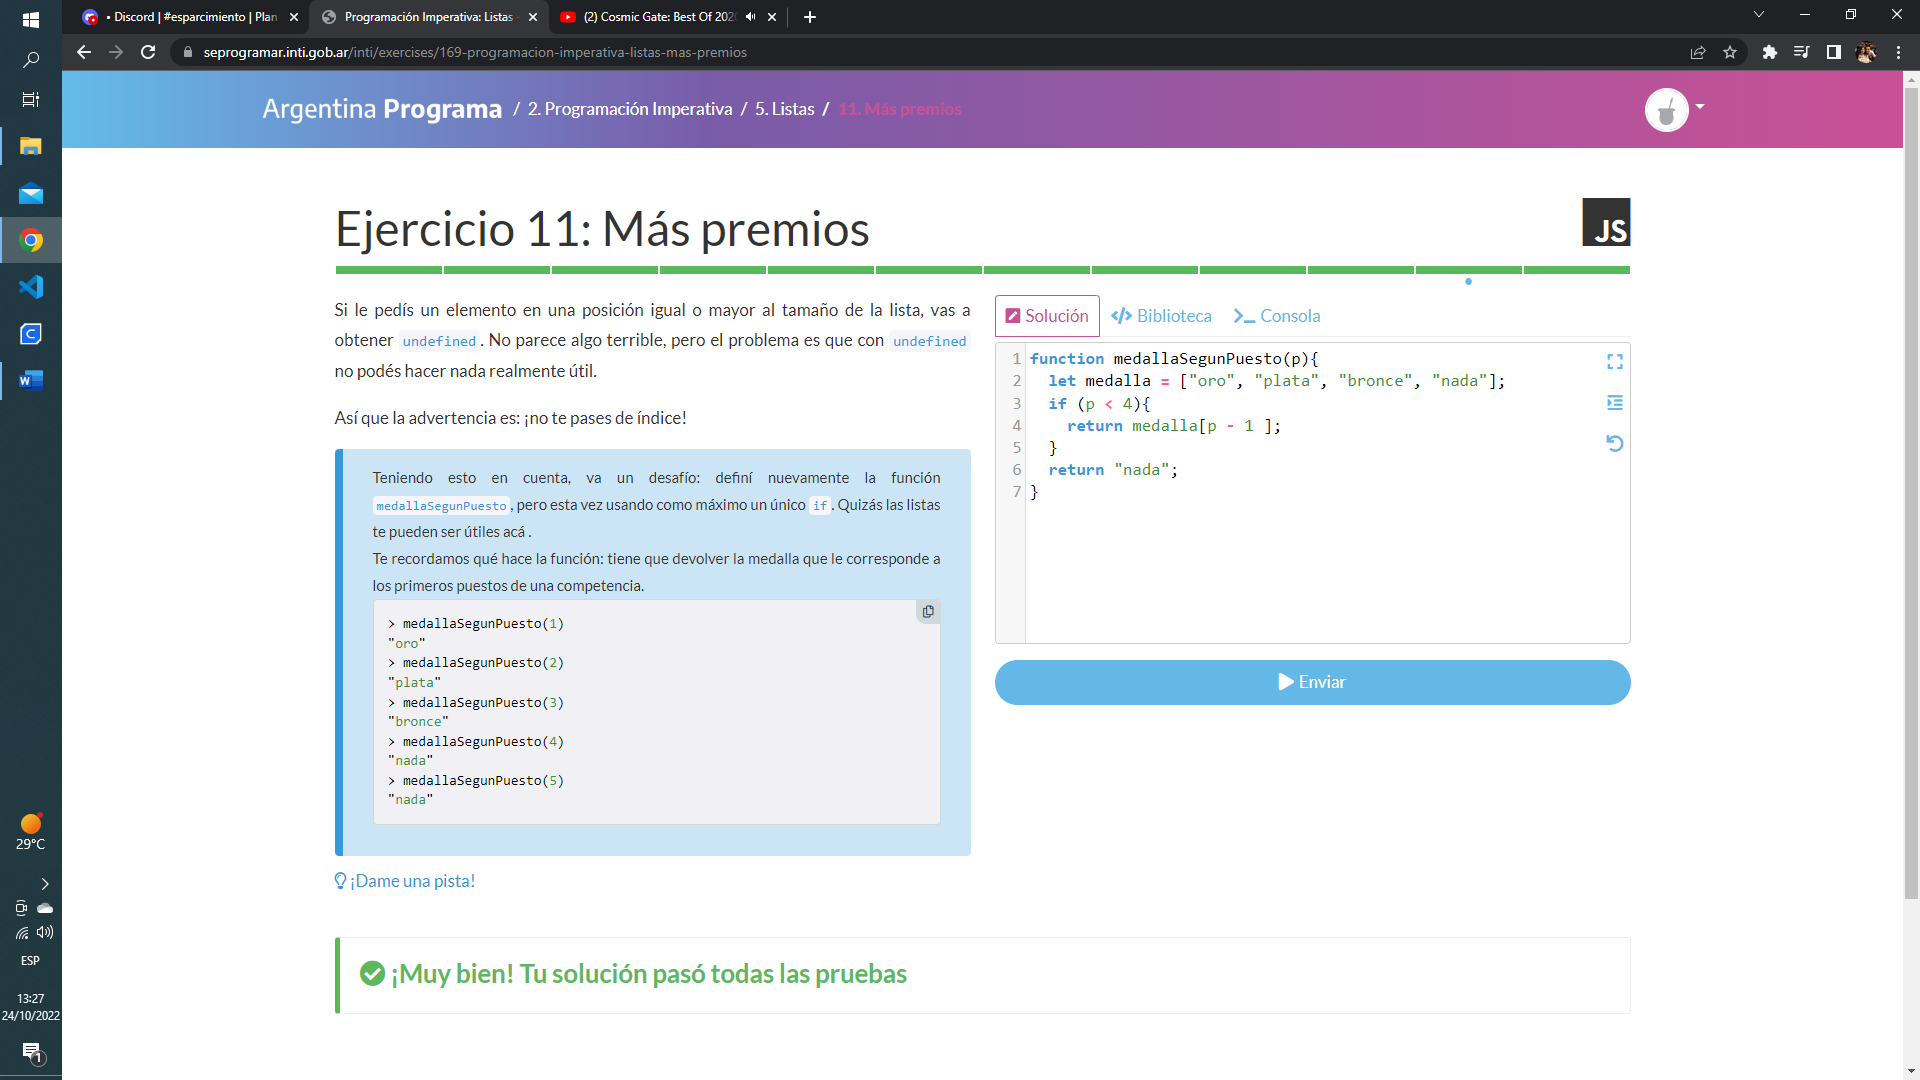 • Discord | #esparcimiento | Plan
Programación Imperativa: Listas
(2) Cosmic Gate: Best Of 2020
seprogramar.inti.gob.ar/inti/exercises/169-programacion-imperativa-listas-mas-premios
Argentina Programa / 2. Programación Imperativa / 5. Listas / 11. Más premios
Ejercicio 11: Más premios
JS
Si le pedís un elemento en una posición igual o mayor al tamaño de la lista, vas a
obtener undefined. No parece algo terrible, pero el problema es que con undefined
no podés hacer nada realmente útil.
Así que la advertencia es: ¡no te pases de índice!
Teniendo esto en cuenta, va un desafío: definí nuevamente la función
medallaSegunPuesto, pero esta vez usando como máximo un único if. Quizás las listas
te pueden ser útiles acá .
Te recordamos qué hace la función: tiene que devolver la medalla que le corresponde a
los primeros puestos de una competencia.
> medallaSegunPuesto(1)
"oro"
> medallaSegunPuesto(2)
"plata"
> medallaSegunPuesto(3)
"bronce"
> medallaSegunPuesto(4)
"nada"
> medallaSegunPuesto(5)
"nada"
¡Dame una pista!
Solución
Biblioteca
Consola
1 function medallaSegunPuesto(p){
2 let medalla = ["oro", "plata", "bronce", "nada"];
3 if (p < 4){
4 return medalla[p - 1 ];
5 }
6 return "nada";
7 }
Enviar
¡Muy bien! Tu solución pasó todas las pruebas
29°C
ESP
13:27
24/10/2022
1